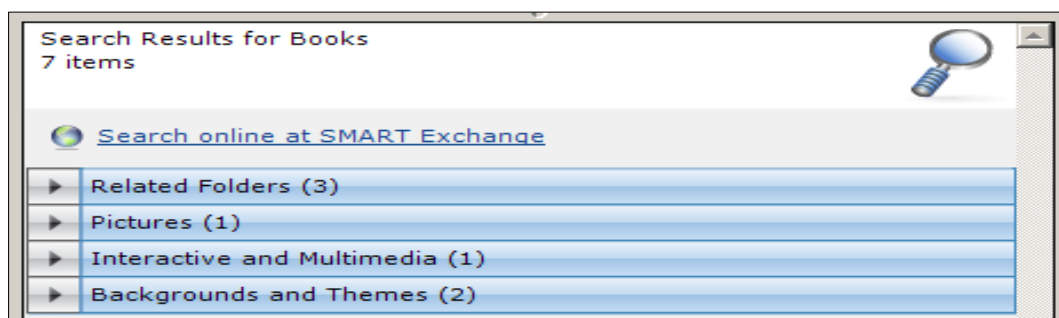 Search Results for Books
7 items
Search online at SMART Exchange
Related Folders (3)
Pictures (1)
Interactive and Multimedia (1)
Backgrounds and Themes (2)